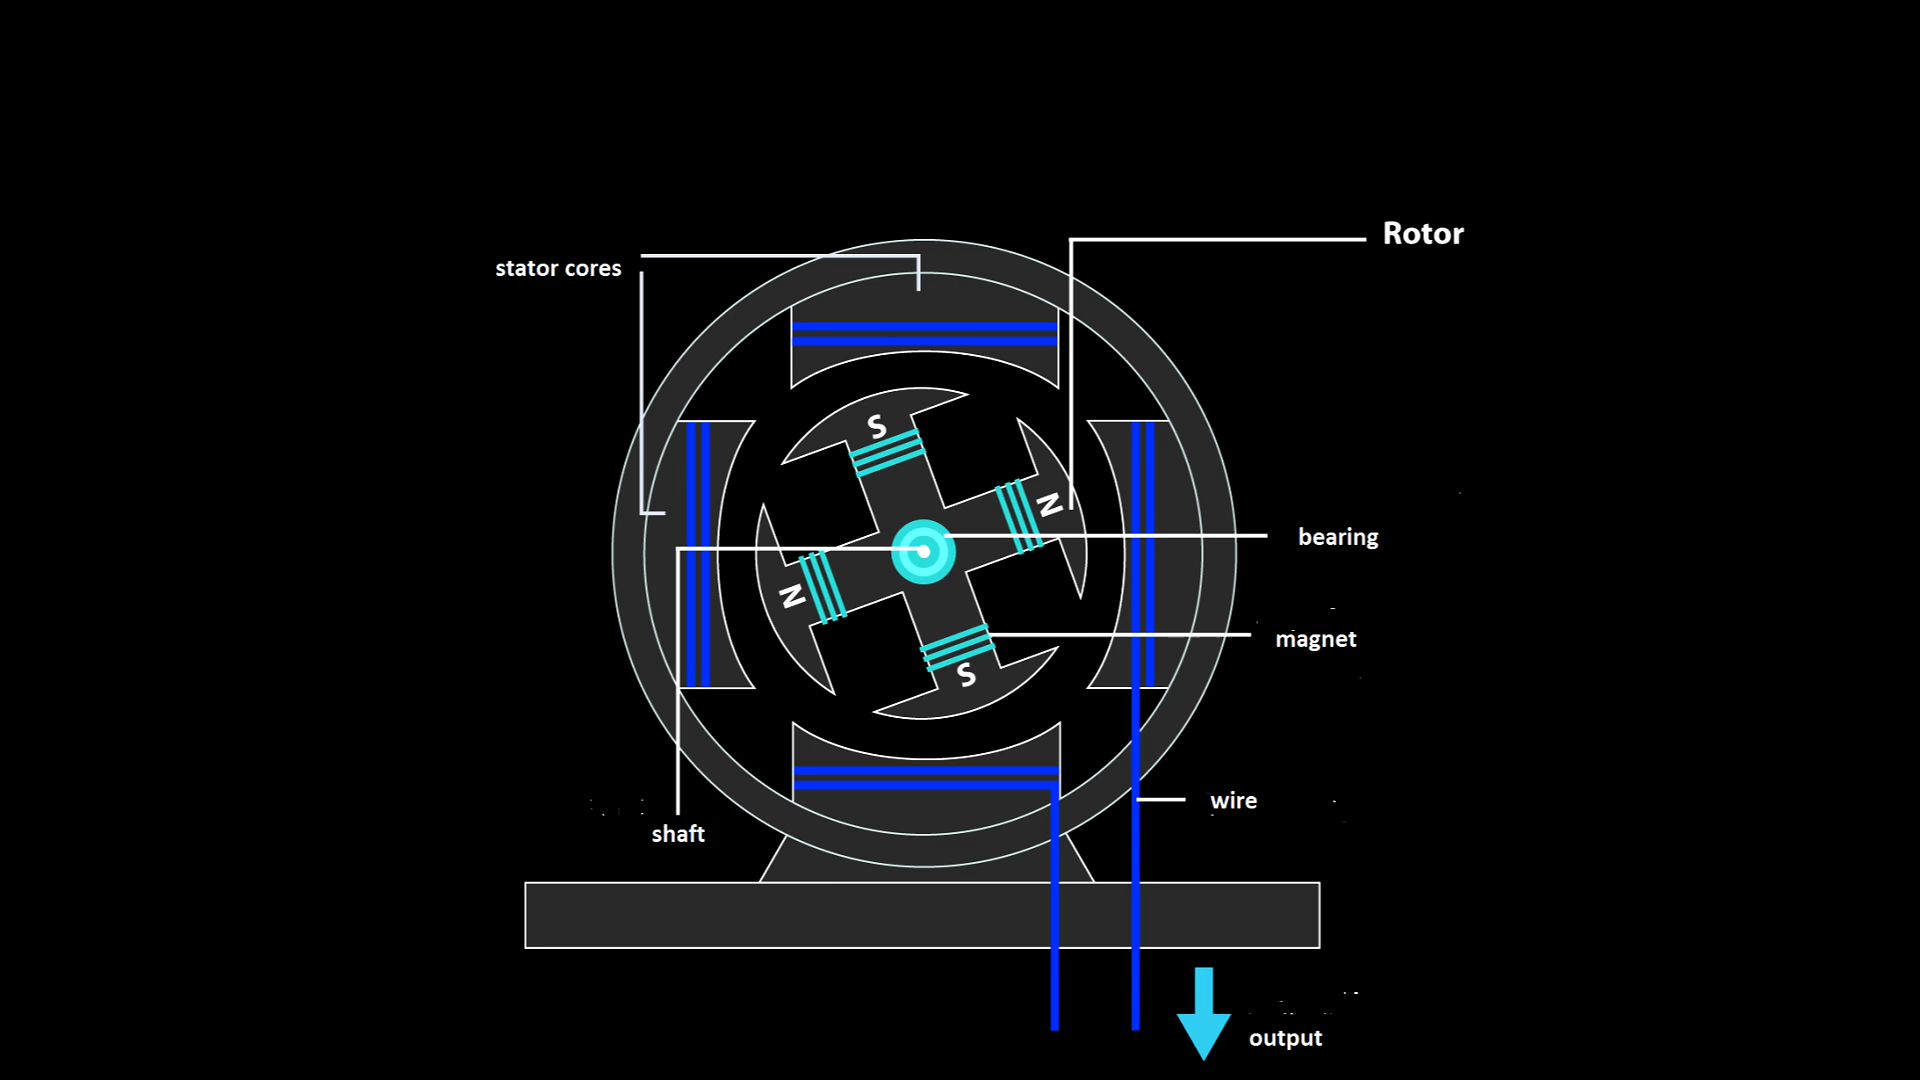 Rotor
stator cores
S
N
bearing
N
magnet
S
wire
shaft
output